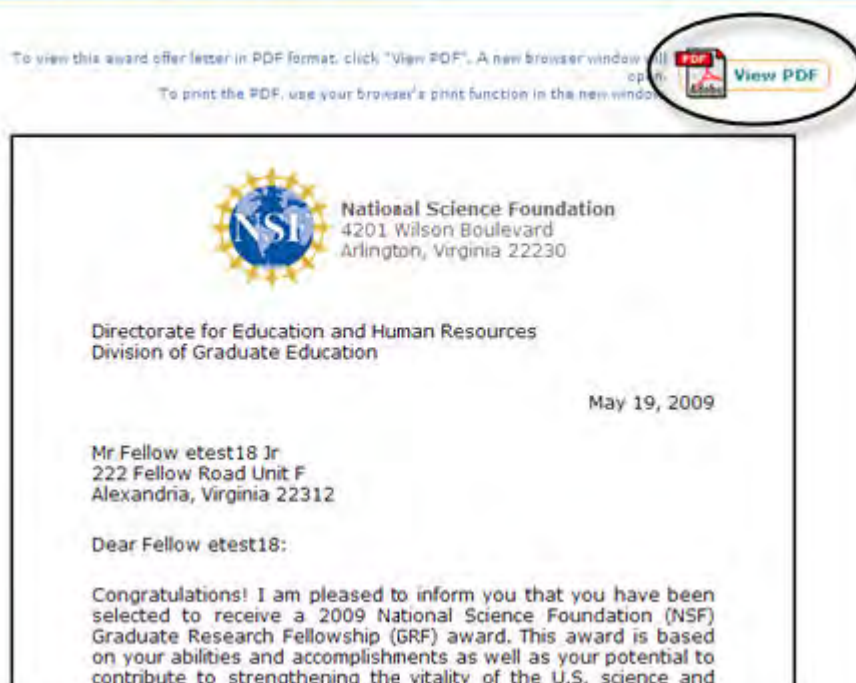 To view this award offer letter in PDF format, click "View PDF". A new browser window will
open.
To print the PDF, use your browser's print function in the new window.
PDF
Adobe
View PDF
NSF
National Science Foundation
4201 Wilson Boulevard
Arlington, Virginia 22230
Directorate for Education and Human Resources
Division of Graduate Education
May 19, 2009
Mr Fellow etest18 Jr
222 Fellow Road Unit F
Alexandria, Virginia 22312
Dear Fellow etest18:
Congratulations! I am pleased to inform you that you have been
selected to receive a 2009 National Science Foundation (NSF)
Graduate Research Fellowship (GRF) award. This award is based
on your abilities and accomplishments as well as your potential to
contribute to strengthening the vitality of the U.S. science and